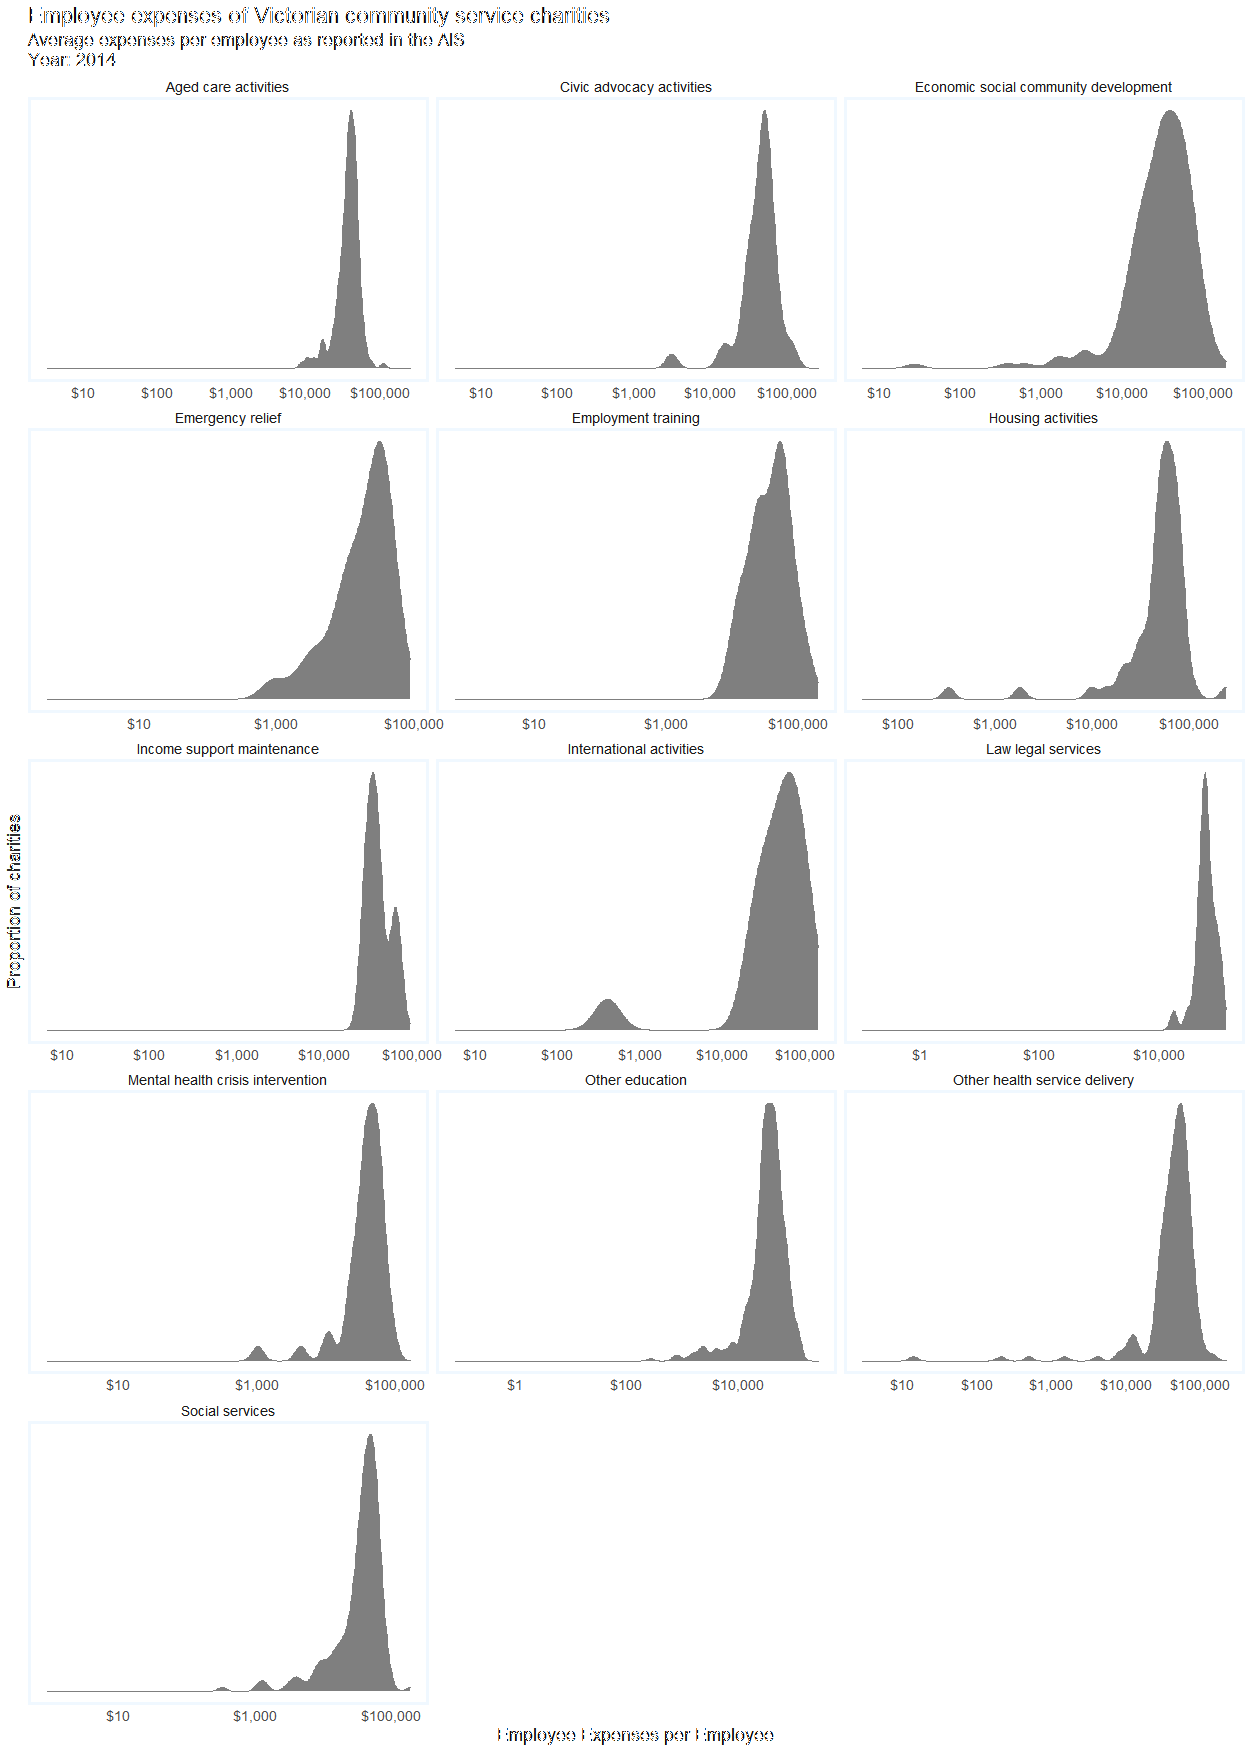 Employee expenses of Victorian community service charities
Average expenses per employee as reported in the AIS
Year: 2014
Aged care activities
Civic advocacy activities
Economic social community development
$10 $100 $1,000 $10,000 $100,000
$10 $100 $1,000 $10,000 $100,000
$10 $100 $1,000 $10,000 $100,000
Emergency relief
Employment training
Housing activities
$10 $1,000 $100,000
$10 $1,000 $100,000
$100 $1,000 $10,000 $100,000
Income support maintenance
International activities
Law legal services
$10 $100 $1,000 $10,000 $100,000
$10 $100 $1,000 $10,000 $100,000
$1 $100 $10,000
Mental health crisis intervention
Other education
Other health service delivery
$10 $1,000 $100,000
$1 $100 $10,000
$10 $100 $1,000 $10,000 $100,000
Social services
$10 $1,000 $100,000
Proportion of charities
Employee Expenses per Employee